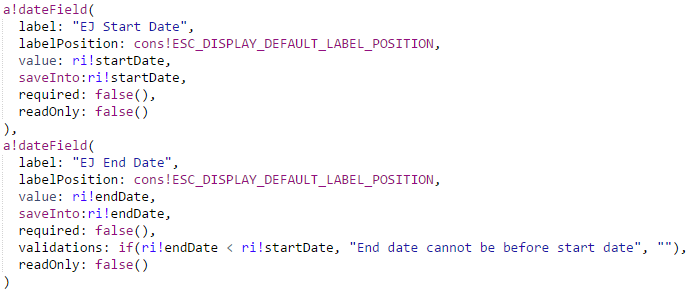 a!dateField(
label: "EJ Start Date",
labelPosition: cons!ESC_DISPLAY_DEFAULT_LABEL_POSITION,
value: ri!startDate,
saveInto:ri!startDate,
required: false(),
readOnly: false()
),
a!dateField(
label: "EJ End Date",
labelPosition: cons!ESC_DISPLAY_DEFAULT_LABEL_POSITION,
value: ri!endDate,
saveInto:ri!endDate,
required: false(),
validations: if(ri!endDate < ri!startDate, "End date cannot be before start date", ""),
readOnly: false()
)